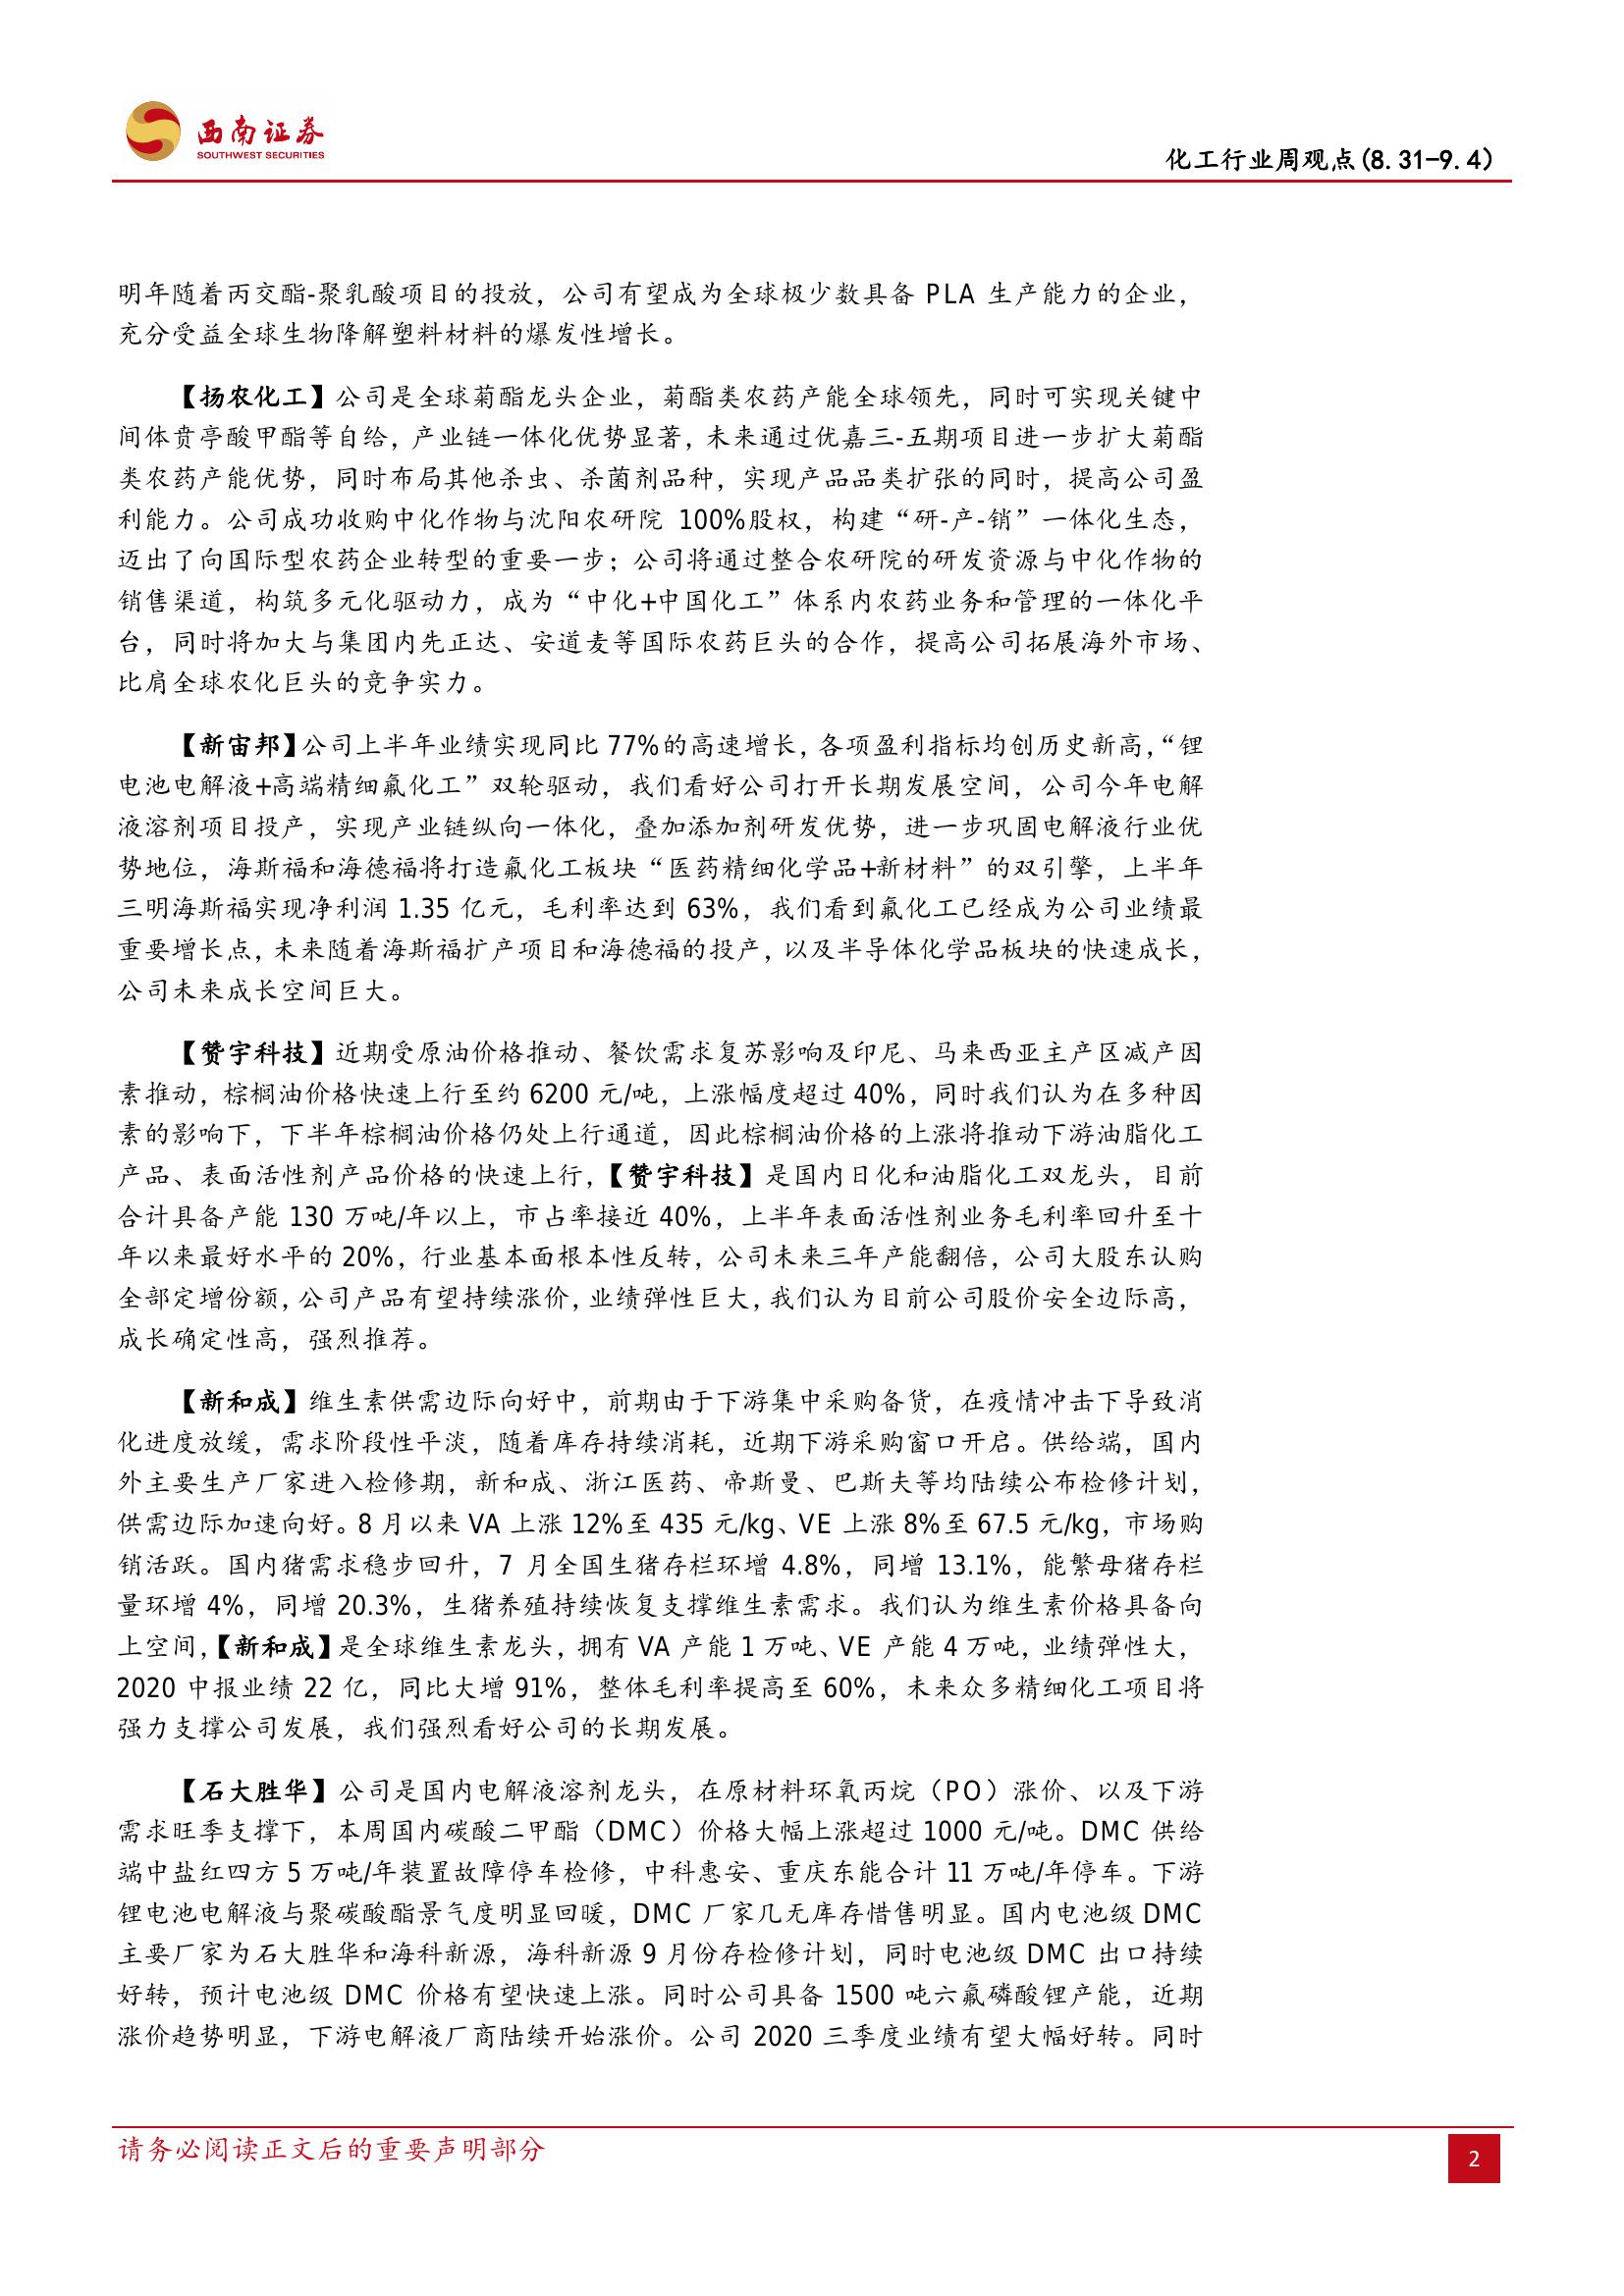 西南证券
SOUTHWEST SECURITIES
化工行业周观点(8.31-9.4)
明年随着丙交酯-聚乳酸项目的投放，公司有望成为全球极少数具备 PLA 生产能力的企业，
充分受益全球生物降解塑料材料的爆发性增长。
【扬农化工】公司是全球菊酯龙头企业，菊酯类农药产能全球领先，同时可实现关键中
间体贲亭酸甲酯等自给，产业链一体化优势显著，未来通过优嘉三-五期项目进一步扩大菊酯
类农药产能优势，同时布局其他杀虫、杀菌剂品种，实现产品品类扩张的同时，提高公司盈
利能力。公司成功收购中化作物与沈阳农研院 100%股权，构建“研-产-销”一体化生态，
迈出了向国际型农药企业转型的重要一步；公司将通过整合农研院的研发资源与中化作物的
销售渠道，构筑多元化驱动力，成为“中化+中国化工”体系内农药业务和管理的一体化平
台，同时将加大与集团内先正达、安道麦等国际农药巨头的合作，提高公司拓展海外市场、
比肩全球农化巨头的竞争实力。
【新宙邦】公司上半年业绩实现同比 77%的高速增长，各项盈利指标均创历史新高，“锂
电池电解液+高端精细氟化工”双轮驱动，我们看好公司打开长期发展空间，公司今年电解
液溶剂项目投产，实现产业链纵向一体化，叠加添加剂研发优势，进一步巩固电解液行业优
势地位，海斯福和海德福将打造氟化工板块“医药精细化学品+新材料”的双引擎，上半年
三明海斯福实现净利润 1.35 亿元，毛利率达到 63%，我们看到氟化工已经成为公司业绩最
重要增长点，未来随着海斯福扩产项目和海德福的投产，以及半导体化学品板块的快速成长，
公司未来成长空间巨大。
【赞宇科技】近期受原油价格推动、餐饮需求复苏影响及印尼、马来西亚主产区减产因
素推动，棕榈油价格快速上行至约 6200 元/吨，上涨幅度超过 40%，同时我们认为在多种因
素的影响下，下半年棕榈油价格仍处上行通道，因此棕榈油价格的上涨将推动下游油脂化工
产品、表面活性剂产品价格的快速上行，【赞宇科技】是国内日化和油脂化工双龙头，目前
合计具备产能 130 万吨/年以上，市占率接近 40%，上半年表面活性剂业务毛利率回升至十
年以来最好水平的 20%，行业基本面根本性反转，公司未来三年产能翻倍，公司大股东认购
全部定增份额，公司产品有望持续涨价，业绩弹性巨大，我们认为目前公司股价安全边际高，
成长确定性高，强烈推荐。
【新和成】维生素供需边际向好中，前期由于下游集中采购备货，在疫情冲击下导致消
化进度放缓，需求阶段性平淡，随着库存持续消耗，近期下游采购窗口开启。供给端，国内
外主要生产厂家进入检修期，新和成、浙江医药、帝斯曼、巴斯夫等均陆续公布检修计划，
供需边际加速向好。8 月以来 VA 上涨 12%至 435 元/kg、VE 上涨 8%至 67.5 元/kg，市场购
销活跃。国内猪需求稳步回升，7 月全国生猪存栏环增 4.8%，同增 13.1%，能繁母猪存栏
量环增 4%，同增 20.3%，生猪养殖持续恢复支撑维生素需求。我们认为维生素价格具备向
上空间，【新和成】是全球维生素龙头，拥有 VA 产能 1 万吨、VE 产能 4 万吨，业绩弹性大，
2020 中报业绩 22 亿，同比大增 91%，整体毛利率提高至 60%，未来众多精细化工项目将
强力支撑公司发展，我们强烈看好公司的长期发展。
【石大胜华】公司是国内电解液溶剂龙头，在原材料环氧丙烷（PO）涨价、以及下游
需求旺季支撑下，本周国内碳酸二甲酯（DMC）价格大幅上涨超过 1000 元/吨。DMC 供给
端中盐红四方 5 万吨/年装置故障停车检修，中科惠安、重庆东能合计 11 万吨/年停车。下游
锂电池电解液与聚碳酸酯景气度明显回暖，DMC 厂家几无库存惜售明显。国内电池级 DMC
主要厂家为石大胜华和海科新源，海科新源 9 月份存检修计划，同时电池级 DMC 出口持续
好转，预计电池级 DMC 价格有望快速上涨。同时公司具备 1500 吨六氟磷酸锂产能，近期
涨价趋势明显，下游电解液厂商陆续开始涨价。公司 2020 三季度业绩有望大幅好转。同时
请务必阅读正文后的重要声明部分
2